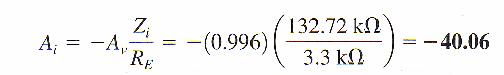 A_i = −A_v Z_i / R_E = −(0.996) (132.72 kΩ / 3.3 kΩ) = −40.06